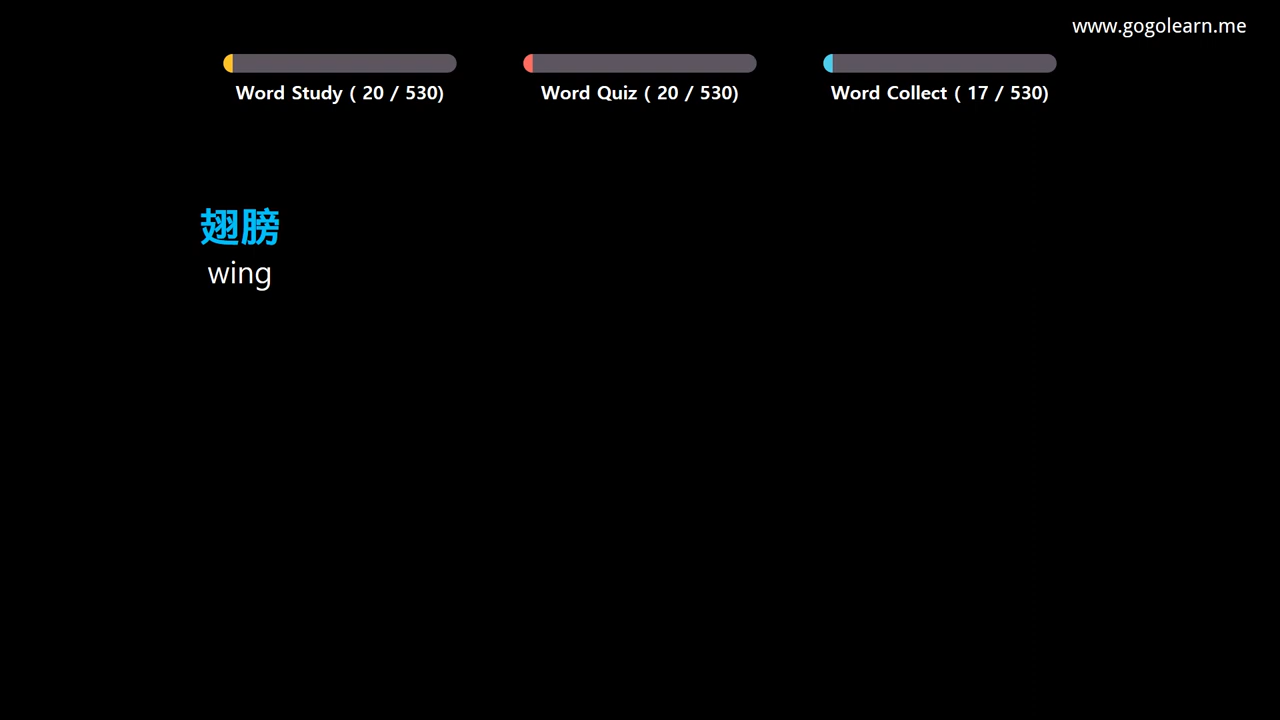 www.gogolearn.me
Word Study ( 20 / 530)
Word Quiz ( 20 / 530)
Word Collect ( 17 / 530)
翅膀
wing